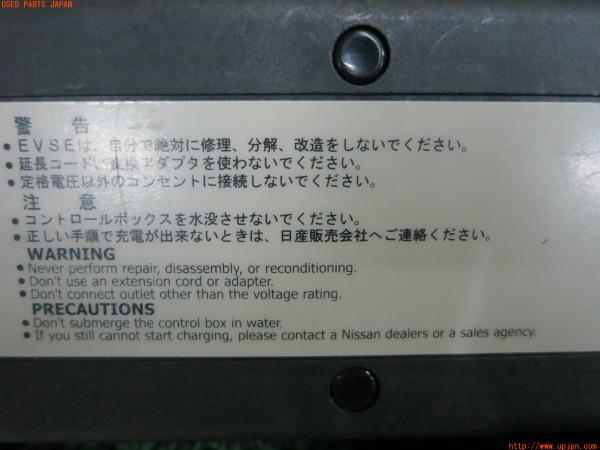 USED PARTS JAPAN
警 告
●EVSEは、自分で絶対に修理、分解、改造をしないでください。
●延長コード、変換アダプタを使わないでください。
●定格電圧以外のコンセントに接続しないでください。
注 意
●コントロールボックスを水没させないでください。
●正しい手順で充電が出来ないときは、日産販売会社へご連絡ください。
WARNING
●Never perform repair, disassembly, or reconditioning.
●Don't use an extension cord or adapter.
●Don't connect outlet other than the voltage rating.
PRECAUTIONS
●Don't submerge the control box in water.
●If you still cannot start charging, please contact a Nissan dealers or a sales agency.
http://www.upjpn.com/